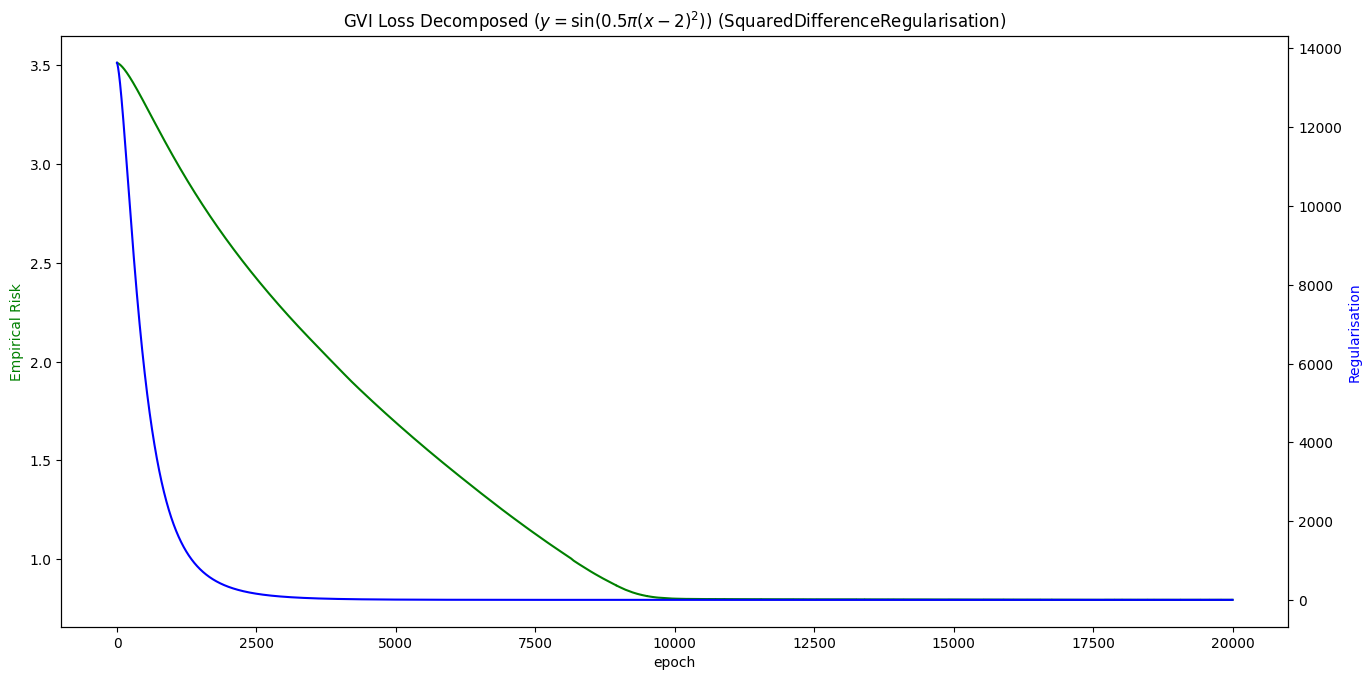 GVI Loss Decomposed (y = sin(0.5π(x − 2)²)) (SquaredDifferenceRegularisation)
Empirical Risk
3.5
3.0
2.5
2.0
1.5
1.0
14000
12000
10000
8000
6000
4000
2000
0
Regularisation
0 2500 5000 7500 10000 12500 15000 17500 20000
epoch